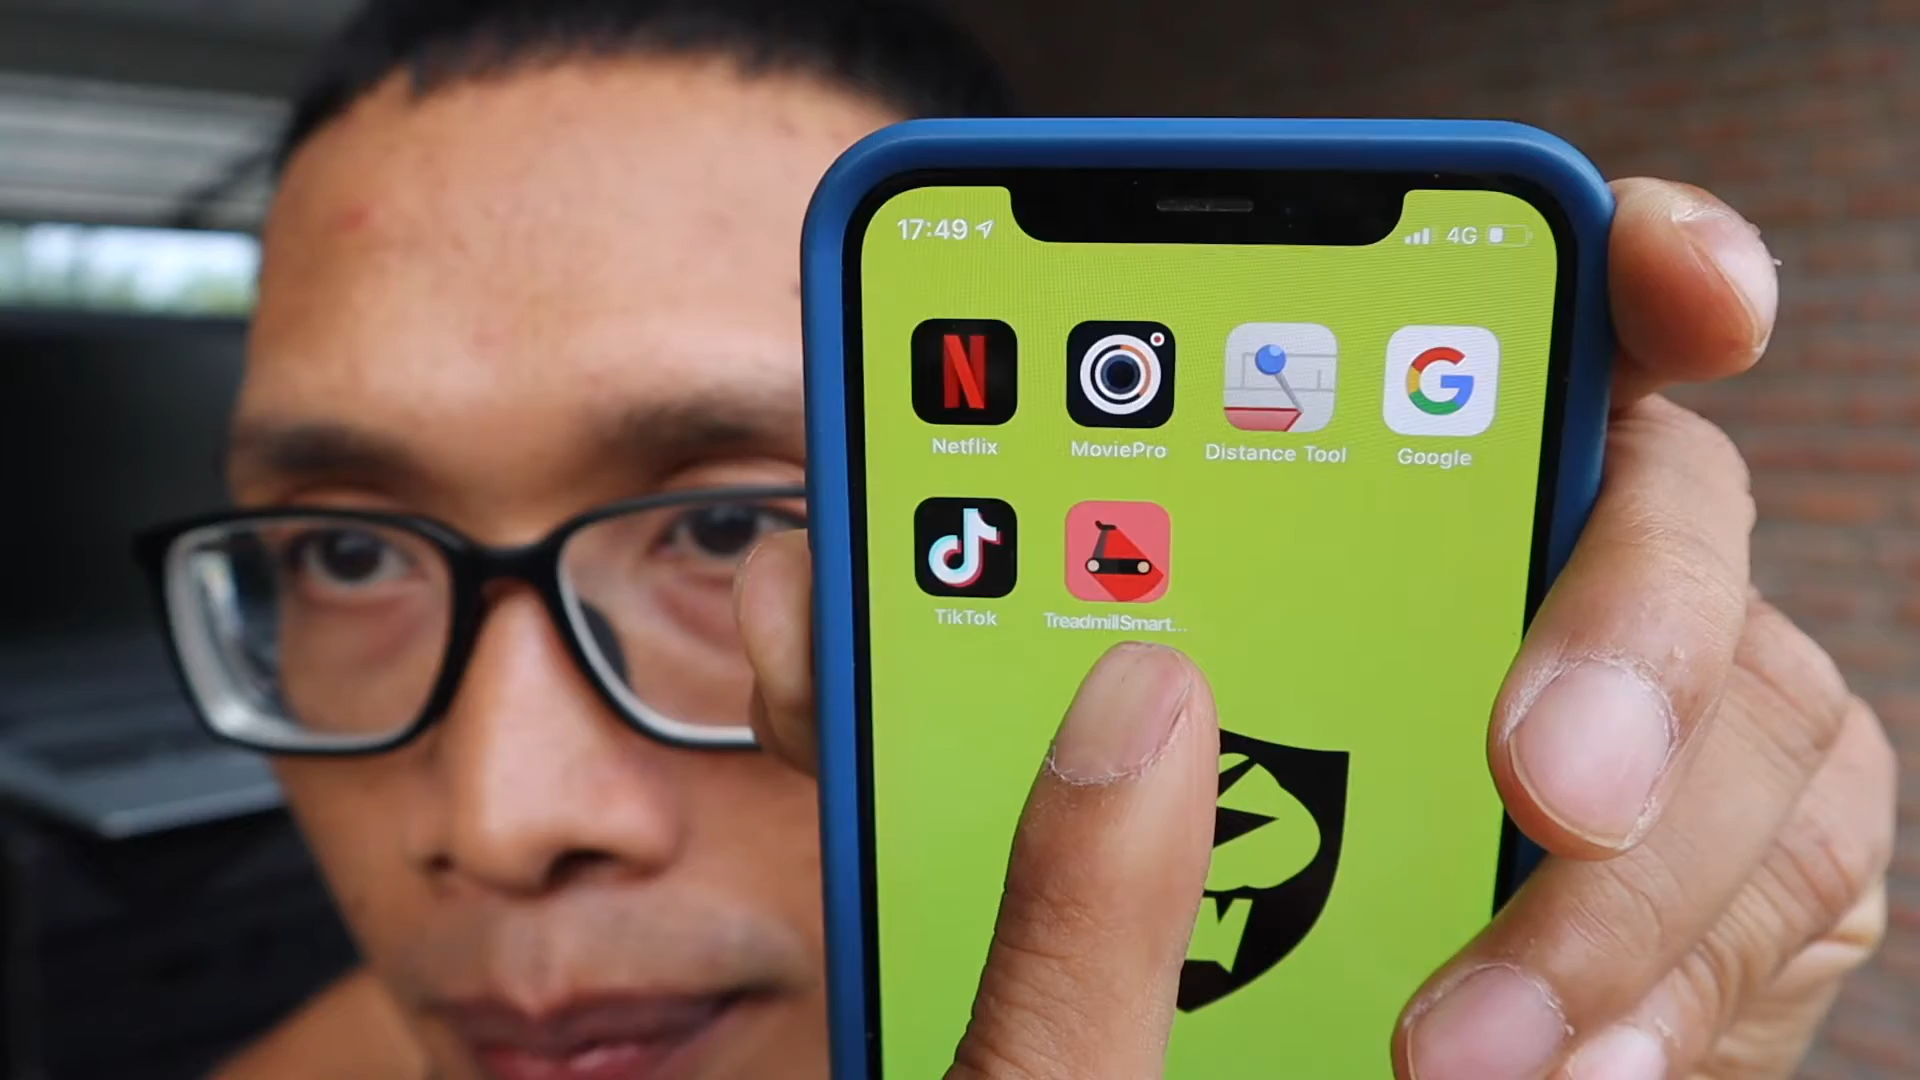 17:49
4G
N
G
Netflix
MoviePro
Distance Tool
Google
TikTok
TreadmillSmart...